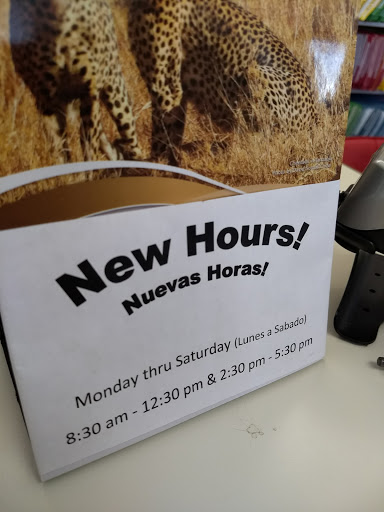 New Hours!
Nuevas Horas!
Monday thru Saturday (Lunes a Sabado)
8:30 am - 12:30 pm & 2:30 pm - 5:30 pm